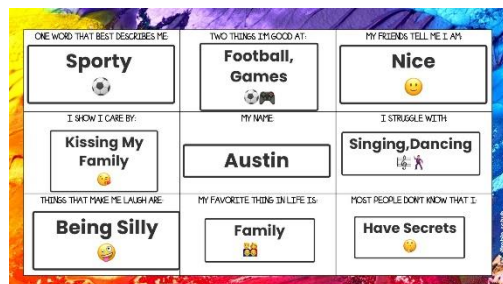 ONE WORD THAT BEST DESCRIBES ME:
Sporty
TWO THINGS I'M GOOD AT:
Football,
Games
MY FRIENDS TELL ME I AM:
Nice
I SHOW I CARE BY:
Kissing My
Family
MY NAME:
Austin
I STRUGGLE WITH:
Singing,Dancing
THINGS THAT MAKE ME LAUGH ARE:
Being Silly
MY FAVORITE THING IN LIFE IS:
Family
MOST PEOPLE DON'T KNOW THAT I:
Have Secrets